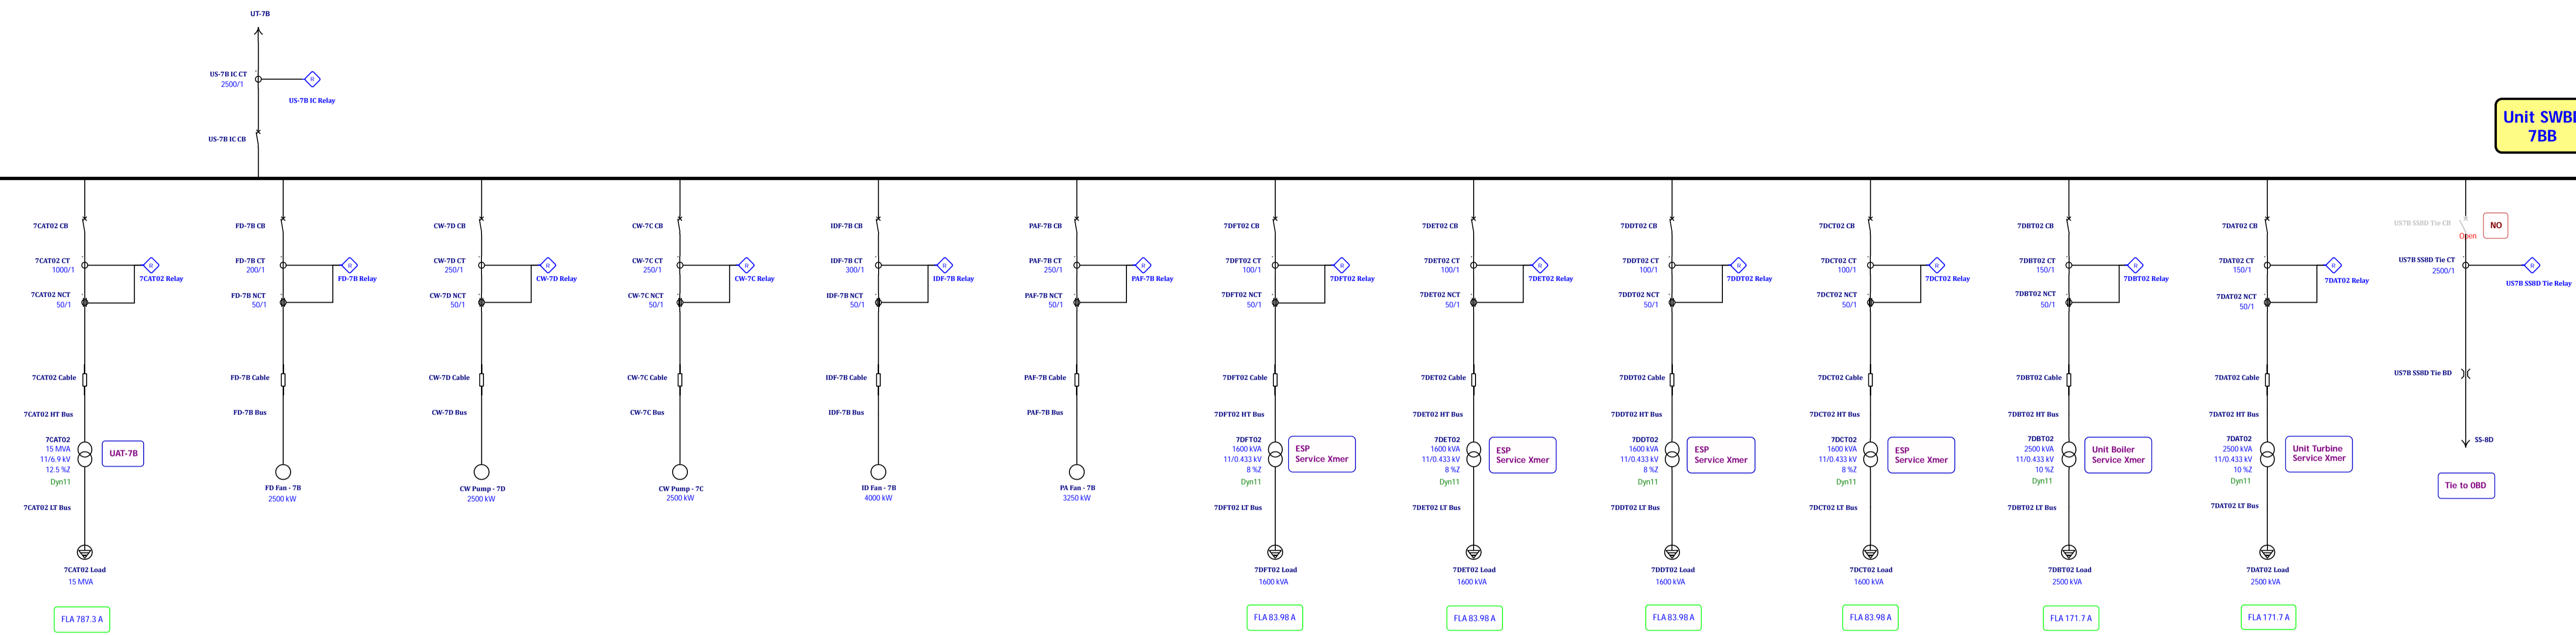 UT-7B
US-7B IC CT
2500/1
R
US-7B IC Relay
US-7B IC CB
Unit SWB
7BB
7CAT02 CB
7CAT02 CT
1000/1
R
7CAT02 Relay
7CAT02 NCT
50/1
7CAT02 Cable
7CAT02 HT Bus
7CAT02
15 MVA
11/6.9 kV
12.5 %Z
Dyn11
UAT-7B
7CAT02 LT Bus
7CAT02 Load
15 MVA
FLA 787.3 A
FD-7B CB
FD-7B CT
200/1
R
FD-7B Relay
FD-7B NCT
50/1
FD-7B Cable
FD-7B Bus
FD Fan - 7B
2500 kW
CW-7D CB
CW-7D CT
250/1
R
CW-7D Relay
CW-7D NCT
50/1
CW-7D Cable
CW-7D Bus
CW Pump - 7D
2500 kW
CW-7C CB
CW-7C CT
250/1
R
CW-7C Relay
CW-7C NCT
50/1
CW-7C Cable
CW-7C Bus
CW Pump - 7C
2500 kW
IDF-7B CB
IDF-7B CT
300/1
R
IDF-7B Relay
IDF-7B NCT
50/1
IDF-7B Cable
IDF-7B Bus
ID Fan - 7B
4000 kW
PAF-7B CB
PAF-7B CT
250/1
R
PAF-7B Relay
PAF-7B NCT
50/1
PAF-7B Cable
PAF-7B Bus
PA Fan - 7B
3250 kW
7DFT02 CB
7DFT02 CT
100/1
R
7DFT02 Relay
7DFT02 NCT
50/1
7DFT02 Cable
7DFT02 HT Bus
7DFT02
1600 kVA
11/0.433 kV
8 %Z
Dyn11
ESP
Service Xmer
7DFT02 LT Bus
7DFT02 Load
1600 kVA
FLA 83.98 A
7DET02 CB
7DET02 CT
100/1
R
7DET02 Relay
7DET02 NCT
50/1
7DET02 Cable
7DET02 HT Bus
7DET02
1600 kVA
11/0.433 kV
8 %Z
Dyn11
ESP
Service Xmer
7DET02 LT Bus
7DET02 Load
1600 kVA
FLA 83.98 A
7DDT02 CB
7DDT02 CT
100/1
R
7DDT02 Relay
7DDT02 NCT
50/1
7DDT02 Cable
7DDT02 HT Bus
7DDT02
1600 kVA
11/0.433 kV
8 %Z
Dyn11
ESP
Service Xmer
7DDT02 LT Bus
7DDT02 Load
1600 kVA
FLA 83.98 A
7DCT02 CB
7DCT02 CT
100/1
R
7DCT02 Relay
7DCT02 NCT
50/1
7DCT02 Cable
7DCT02 HT Bus
7DCT02
1600 kVA
11/0.433 kV
8 %Z
Dyn11
ESP
Service Xmer
7DCT02 LT Bus
7DCT02 Load
1600 kVA
FLA 83.98 A
7DBT02 CB
7DBT02 CT
150/1
R
7DBT02 Relay
7DBT02 NCT
50/1
7DBT02 Cable
7DBT02 HT Bus
7DBT02
2500 kVA
11/0.433 kV
10 %Z
Dyn11
Unit Boiler
Service Xmer
7DBT02 LT Bus
7DBT02 Load
2500 kVA
FLA 171.7 A
7DAT02 CB
7DAT02 CT
150/1
R
7DAT02 Relay
7DAT02 NCT
50/1
7DAT02 Cable
7DAT02 HT Bus
7DAT02
2500 kVA
11/0.433 kV
10 %Z
Dyn11
Unit Turbine
Service Xmer
7DAT02 LT Bus
7DAT02 Load
2500 kVA
FLA 171.7 A
US7B SS8D Tie CB
NO
Open
US7B SS8D Tie CT
2500/1
R
US7B SS8D Tie Relay
US7B SS8D Tie BD
SS-8D
Tie to 0BD